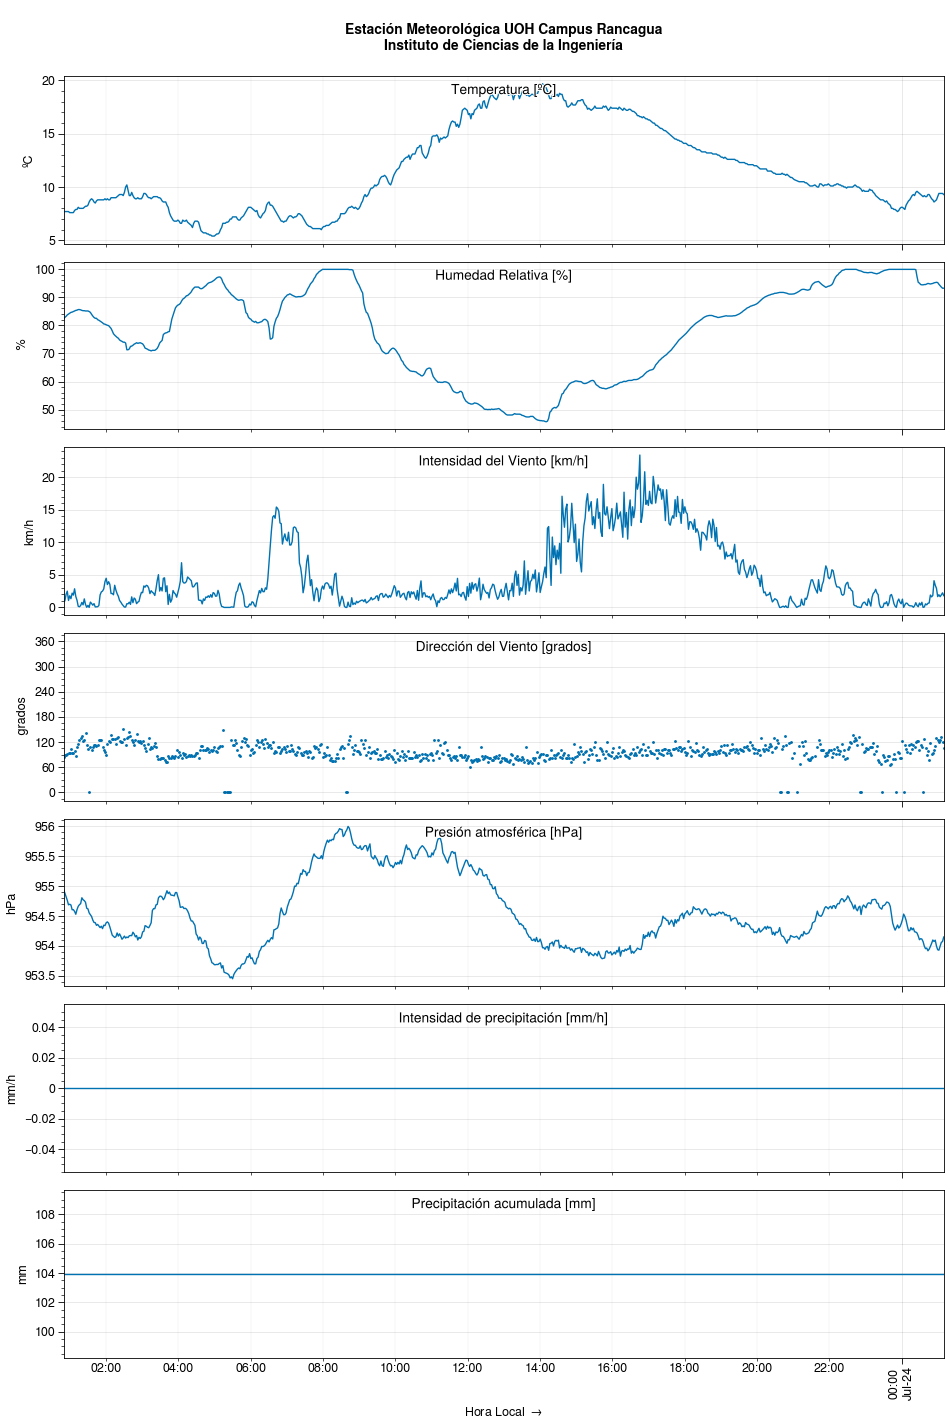 Estación Meteorológica UOH Campus Rancagua
Instituto de Ciencias de la Ingeniería
Temperatura [ºC]
ºC
20
15
10
5
Humedad Relativa [%]
%
100
90
80
70
60
50
Intensidad del Viento [km/h]
km/h
20
15
10
5
0
Dirección del Viento [grados]
grados
360
300
240
180
120
60
0
Presión atmosférica [hPa]
hPa
956
955.5
955
954.5
954
953.5
Intensidad de precipitación [mm/h]
mm/h
0.04
0.02
0
−0.02
−0.04
Precipitación acumulada [mm]
mm
108
106
104
102
100
02:00 04:00 06:00 08:00 10:00 12:00 14:00 16:00 18:00 20:00 22:00 00:00
Jul-24
Hora Local →